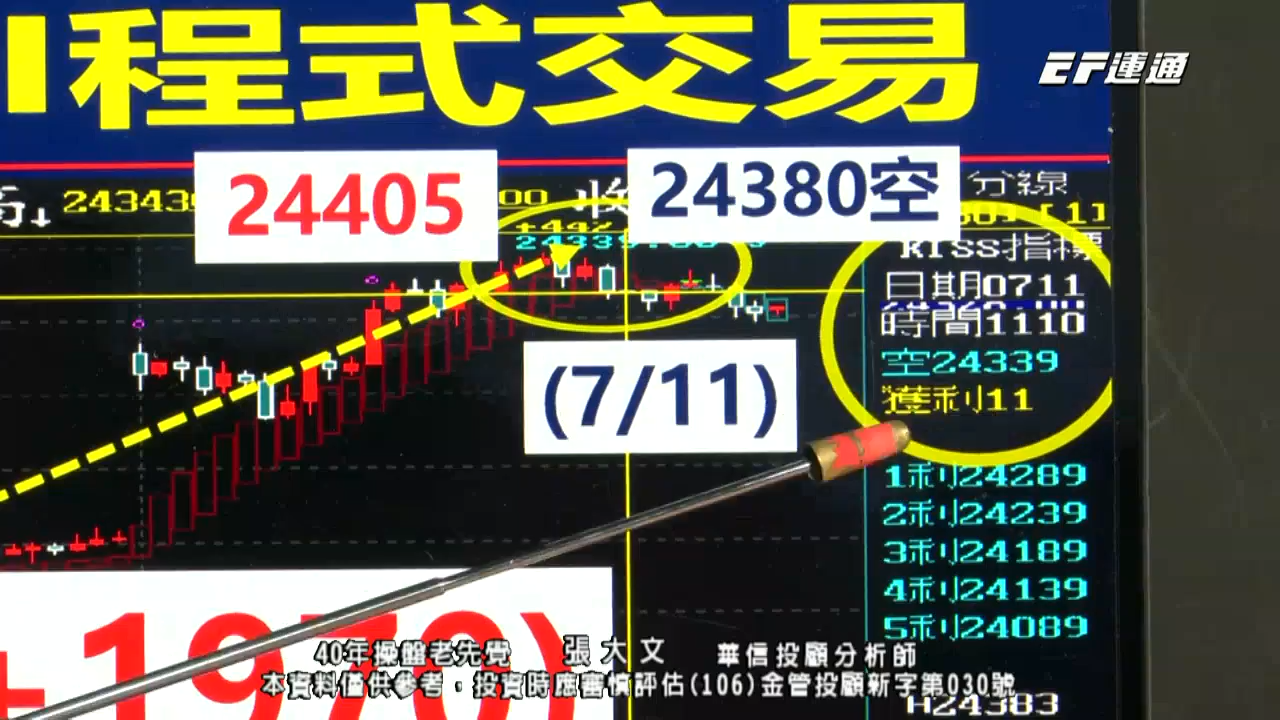 程式交易
EF運通
24405
24380空
分線
[1]
24339
KTSS指標
日期0711
時間1110
空24339
獲利11
(7/11)
1利24289
2利24239
3利24189
4利24139
5利24089
+1970)
40年操盤老先覺 張大文 華信投顧分析師
本資料僅供參考，投資時應審慎評估(106)金管投顧新字第030號
H24383